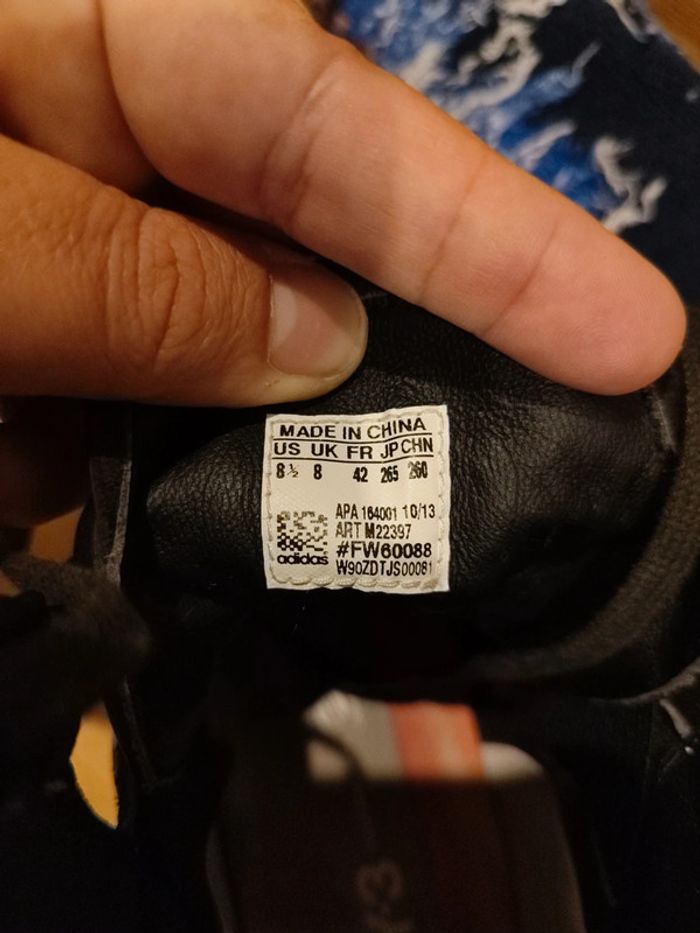 MADE IN CHINA
US UK FR JP CHN
8½ 8 42 265 260
APA 164001 10/13
ART M22397
#FW60088
adidas
W90ZDTJS00081